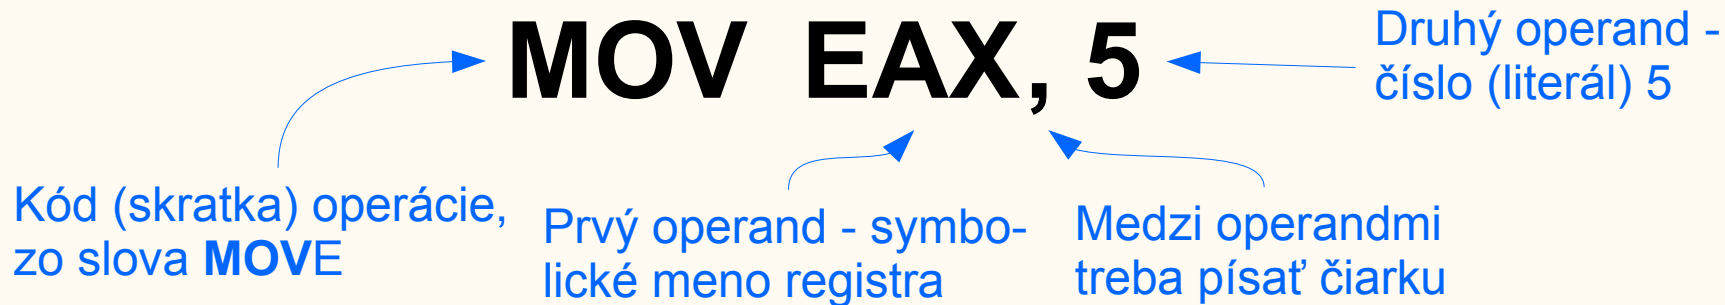 MOV EAX, 5
Druhý operand -
číslo (literál) 5
Kód (skratka) operácie,
zo slova MOVE
Prvý operand - symbo-
lické meno registra
Medzi operandmi
treba písať čiarku